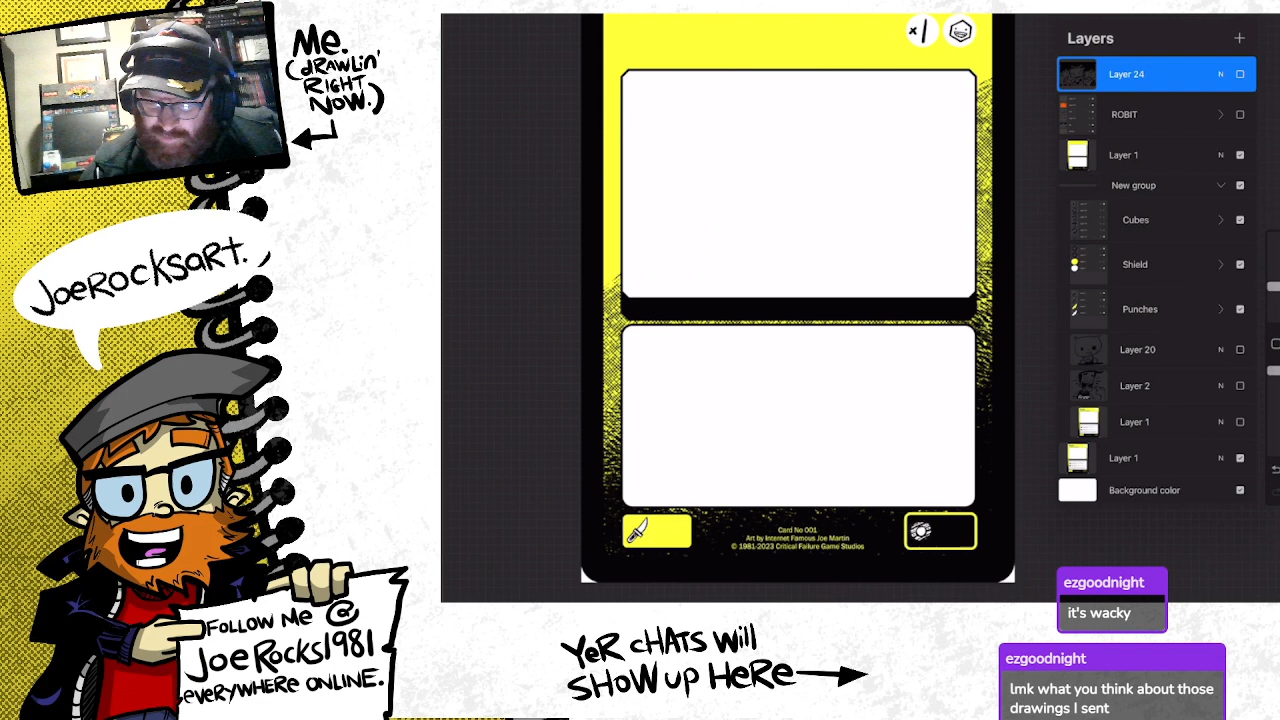 Me.
(dRAWLin'
RiGHT
NOW.)
JOEROCKSART.
FOLLOW Me @
JoeRocks1981
eveRYWHERe ONLINE.
x1
Card No 001
Art by Internet Famous Joe Martin
© 1981-2023 Critical Failure Game Studios
YeR cHATS Will
SHOW up HeRe
Layers
+
Layer 24 N
ROBIT
Layer 1 N
New group
Cubes
Shield
Punches
Layer 20 N
Layer 2 N
Layer 1 N
Layer 1 N
Background color
ezgoodnight
it's wacky
ezgoodnight
lmk what you think about those
drawings I sent